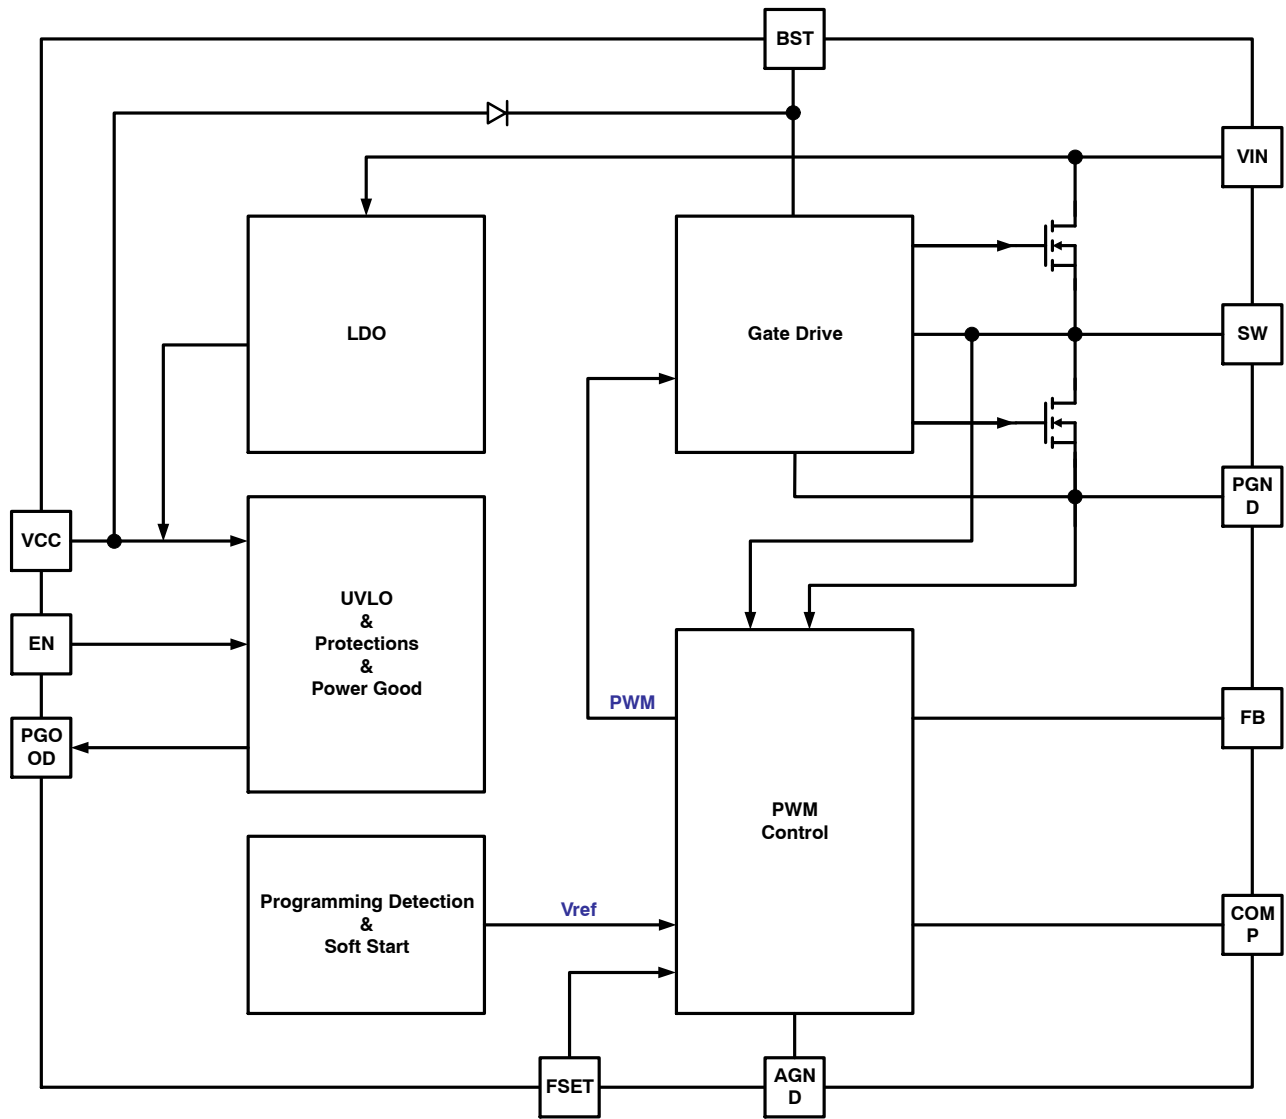 BST
VIN
LDO
Gate Drive
SW
PGN
D
VCC
UVLO
&
Protections
&
Power Good
EN
PWM
FB
PGO
OD
PWM
Control
Programming Detection
&
Soft Start
Vref
COM
P
FSET
AGN
D